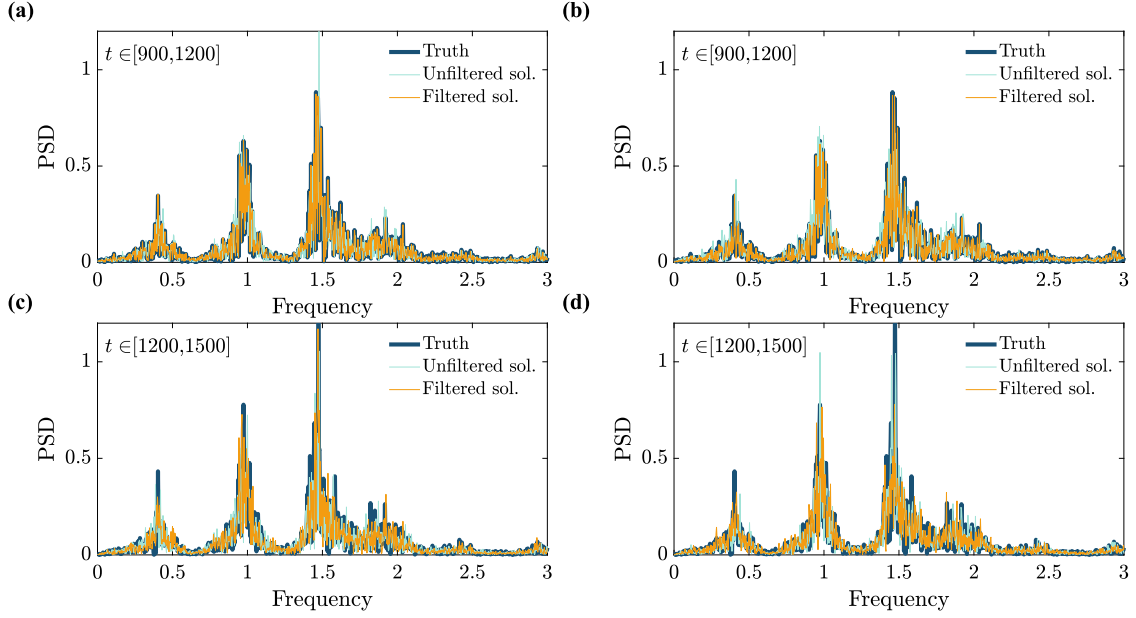 (a)
t ∈[900,1200]
Truth
Unfiltered sol.
Filtered sol.
PSD
1
0.5
0
0 0.5 1 1.5 2 2.5 3
Frequency
(b)
t ∈[900,1200]
Truth
Unfiltered sol.
Filtered sol.
PSD
1
0.5
0
0 0.5 1 1.5 2 2.5 3
Frequency
(c)
t ∈[1200,1500]
Truth
Unfiltered sol.
Filtered sol.
PSD
1
0.5
0
0 0.5 1 1.5 2 2.5 3
Frequency
(d)
t ∈[1200,1500]
Truth
Unfiltered sol.
Filtered sol.
PSD
1
0.5
0
0 0.5 1 1.5 2 2.5 3
Frequency